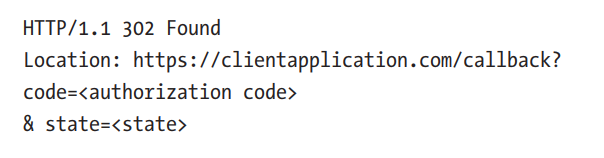 HTTP/1.1 302 Found
Location: https://clientapplication.com/callback?
code=<authorization code>
& state=<state>